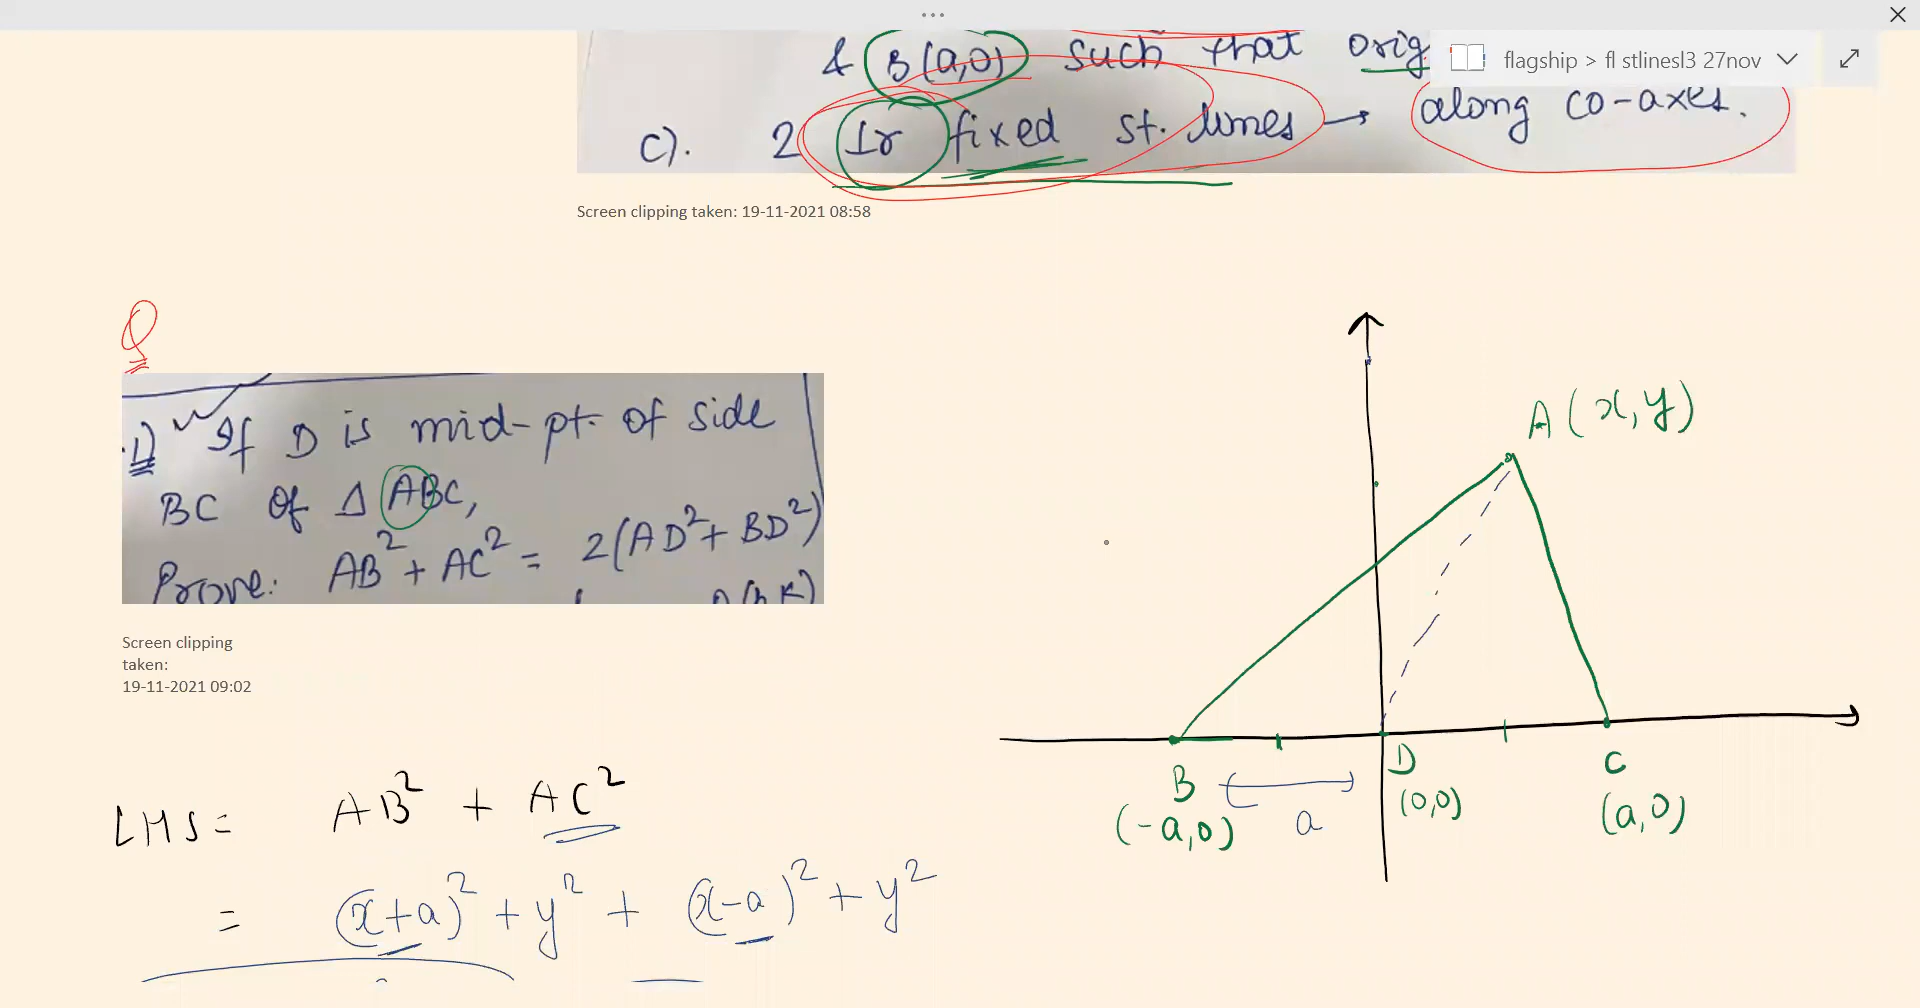 & B(a,0) such that orig
flagship > fl stlinesl3 27nov
c). 2 ⊥r fixed st. lines → along co-axes.
Screen clipping taken: 19-11-2021 08:58
Q
1) If D is mid-pt. of side
BC of Δ ABC,
Prove: AB² + AC² = 2(AD² + BD²)
Screen clipping
taken:
19-11-2021 09:02
A (x, y)
B
(-a,0)
a
D
(0,0)
C
(a,0)
LHS = AB² + AC²
= (x+a)² + y² + (x-a)² + y²